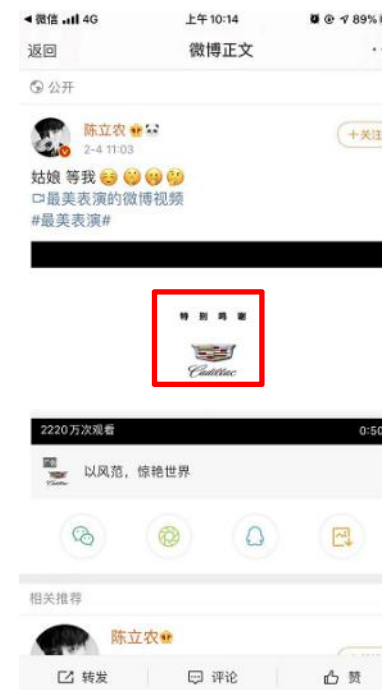 微信 4G 上午10:14 89%
返回 微博正文
公开
陈立农
2-4 11:03
+关注
姑娘 等我
最美表演的微博视频
#最美表演#
特别鸣谢
Cadillac
2220万次观看 0:50
以风范，惊艳世界
相关推荐
陈立农
转发 评论 赞